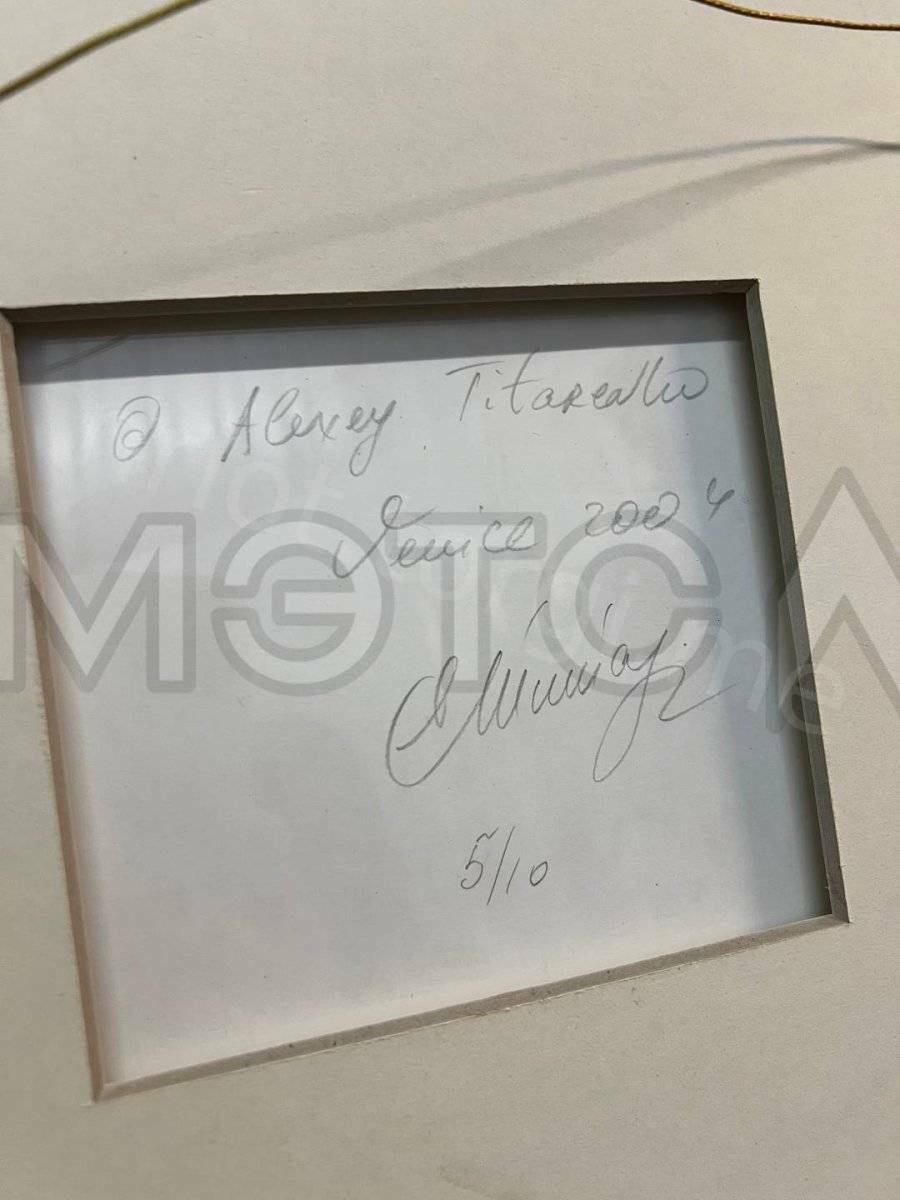 © Alexey Titarenko
Venice 2004
МЭТС
5/10